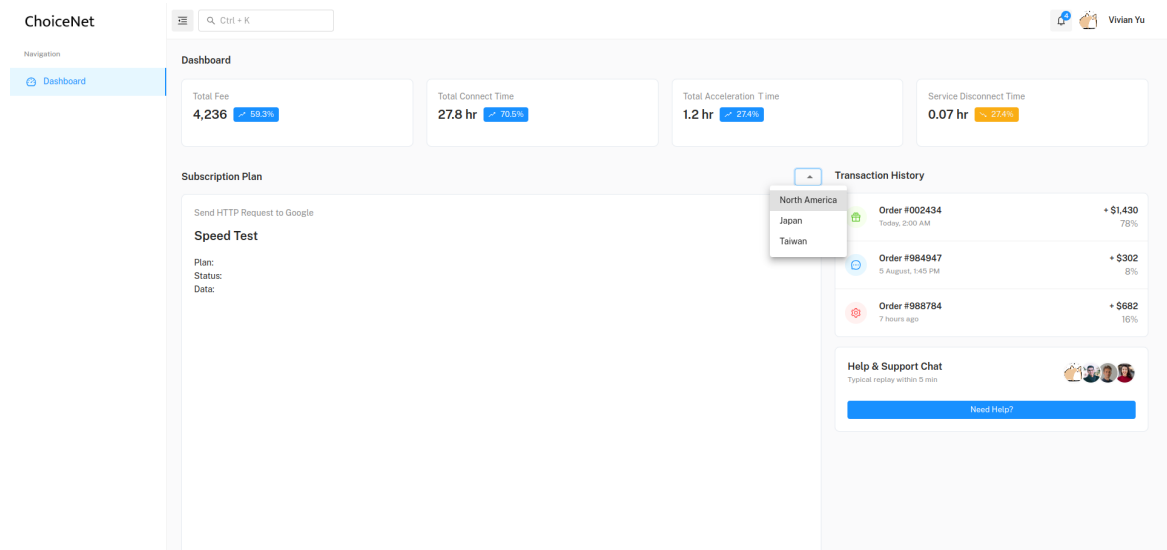 ChoiceNet
Ctrl + K
4
Vivian Yu
Navigation
Dashboard
Dashboard
Total Fee
4,236 59.3%
Total Connect Time
27.8 hr 70.5%
Total Acceleration Time
1.2 hr 27.4%
Service Disconnect Time
0.07 hr 27.4%
Subscription Plan
North America
Japan
Taiwan
Send HTTP Request to Google
Speed Test
Plan:
Status:
Data:
Transaction History
Order #002434 + $1,430
Today, 2:00 AM 78%
Order #984947 + $302
5 August, 1:45 PM 8%
Order #988784 + $682
7 hours ago 16%
Help & Support Chat
Typical replay within 5 min
Need Help?